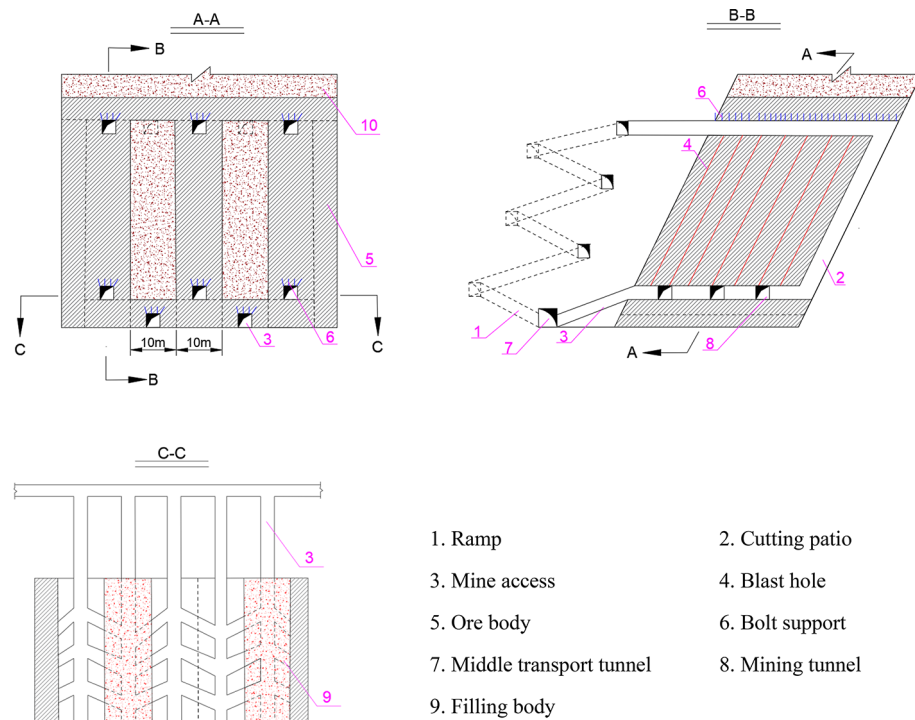 A-A
B
10
5
C
C
6
3
10m
10m
B
B-B
A
6
4
2
1
7
3
8
A
C-C
3
9
1. Ramp
2. Cutting patio
3. Mine access
4. Blast hole
5. Ore body
6. Bolt support
7. Middle transport tunnel
8. Mining tunnel
9. Filling body